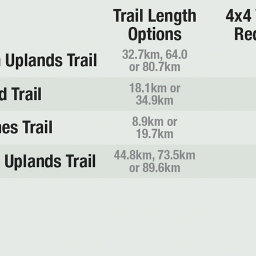 Trail Length
Options
4x4
Uplands Trail
32.7km, 64.0
or 80.7km
Trail
18.1km or
34.9km
Trail
8.9km or
19.7km
Uplands Trail
44.8km, 73.5km
or 89.6km